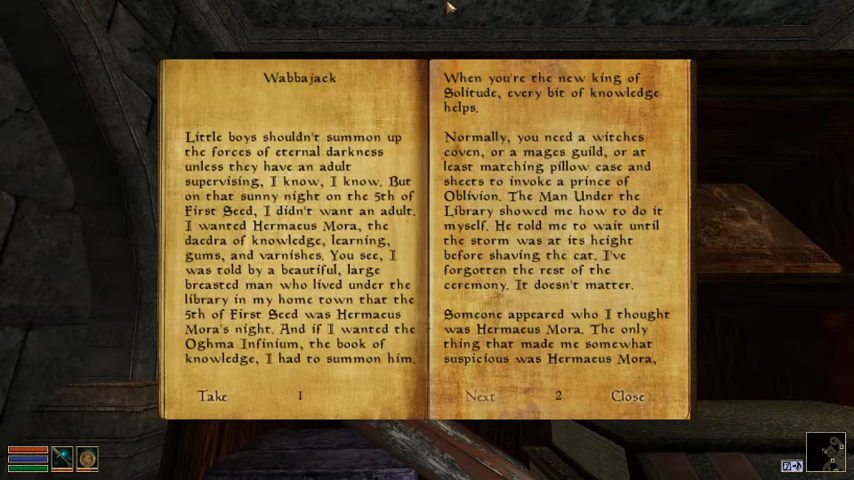 Wabbajack
Little boys shouldn't summon up
the forces of eternal darkness
unless they have an adult
supervising, I know, I know. But
on that sunny night on the 5th of
First Seed, I didn't want an adult.
I wanted Hermaeus Mora, the
daedra of knowledge, learning,
gums, and varnishes. You see, I
was told by a beautiful, large
breasted man who lived under the
library in my home town that the
5th of First Seed was Hermaeus
Mora's night. And if I wanted the
Oghma Infinium, the book of
knowledge, I had to summon him.
Take
1
When you're the new king of
Solitude, every bit of knowledge
helps.
Normally, you need a witches
coven, or a mages guild, or at
least matching pillow case and
sheets to invoke a prince of
Oblivion. The Man Under the
Library showed me how to do it
myself. He told me to wait until
the storm was at its height
before shaving the cat. I've
forgotten the rest of the
ceremony. It doesn't matter.
Someone appeared who I thought
was Hermaeus Mora. The only
thing that made me somewhat
suspicious was Hermaeus Mora,
Next
2
Close